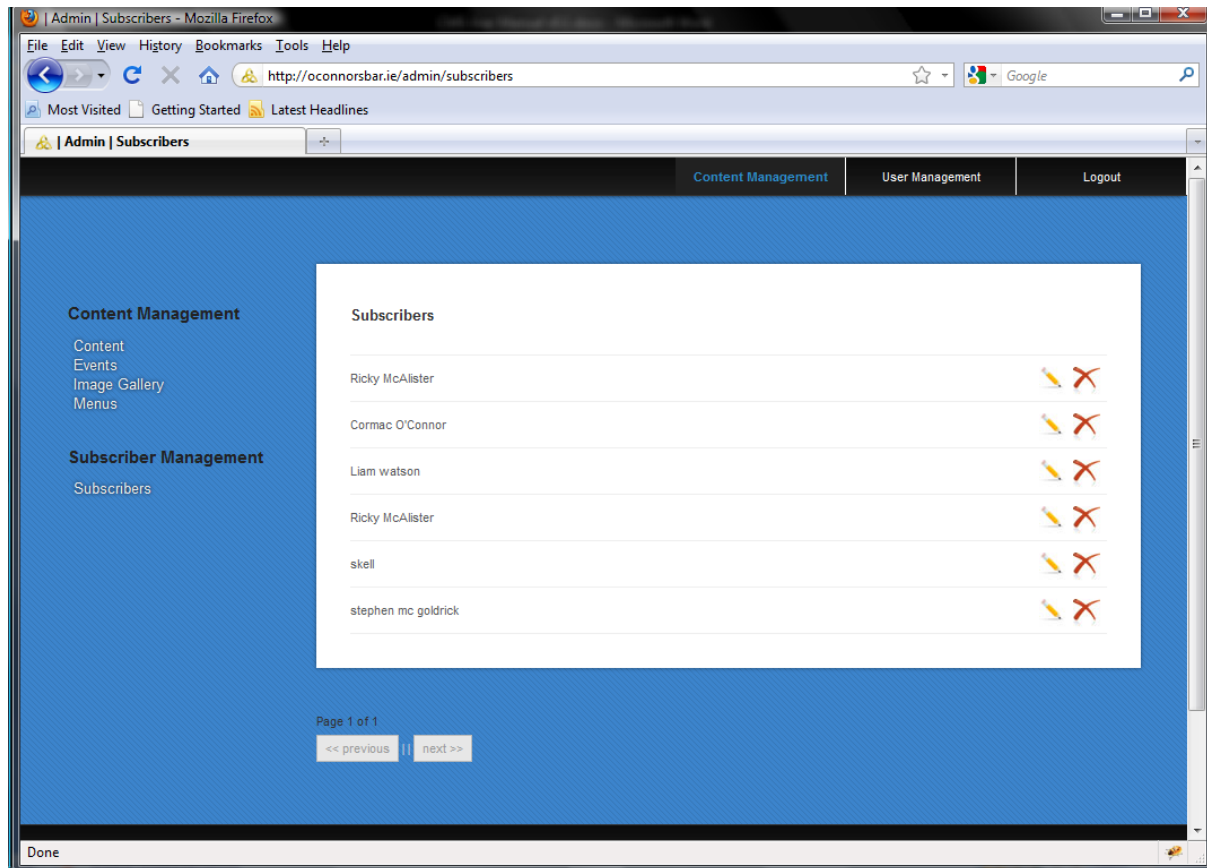 | Admin | Subscribers - Mozilla Firefox
File Edit View History Bookmarks Tools Help
http://oconnorsbar.ie/admin/subscribers
Google
Most Visited Getting Started Latest Headlines
| Admin | Subscribers
Content Management User Management Logout
Content Management
Content
Events
Image Gallery
Menus
Subscriber Management
Subscribers
Subscribers
Ricky McAlister
Cormac O'Connor
Liam watson
Ricky McAlister
skell
stephen mc goldrick
Page 1 of 1
<< previous || next >>
Done